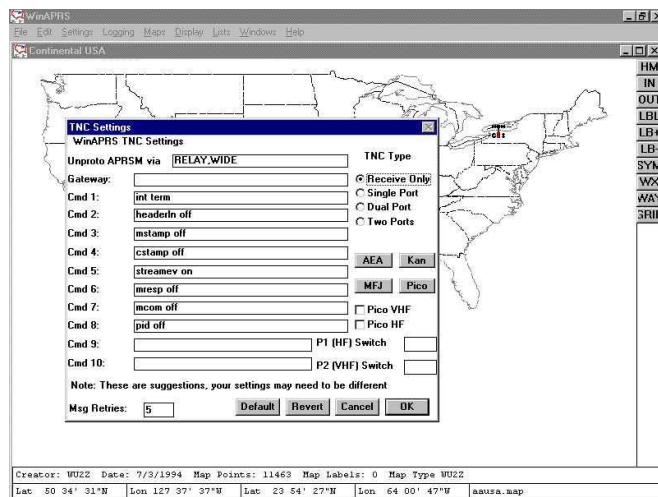 WinAPRS
File Edit Settings Logging Maps Display Lists Windows Help
Continental USA
HM
IN
OUT
LBL
LB+
LB-
SYM
WX
WAY
GRI
TNC Settings
WinAPRS TNC Settings
Unproto APRSM via RELAY,WIDE
TNC Type
Gateway:
Receive Only
Cmd 1: int term
Single Port
Cmd 2: headerln off
Dual Port
Cmd 3: mstamp off
Two Ports
Cmd 4: cstamp off
Cmd 5: streamev on
AEA Kan
Cmd 6: mresp off
MFJ Pico
Cmd 7: mcom off
Pico VHF
Cmd 8: pid off
Pico HF
Cmd 9:
P1 (HF) Switch
Cmd 10:
P2 (VHF) Switch
Note: These are suggestions, your settings may need to be different
Msg Retries: 5 Default Revert Cancel OK
Creator: WU2Z Date: 7/3/1994 Map Points: 11463 Map Labels: 0 Map Type WU2Z
Lat 50 34' 31"N Lon 127 37' 37"W Lat 23 54' 27"N Lon 64 00' 47"W aausa.map